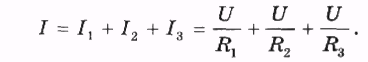 I = I₁ + I₂ + I₃ = U/R₁ + U/R₂ + U/R₃.